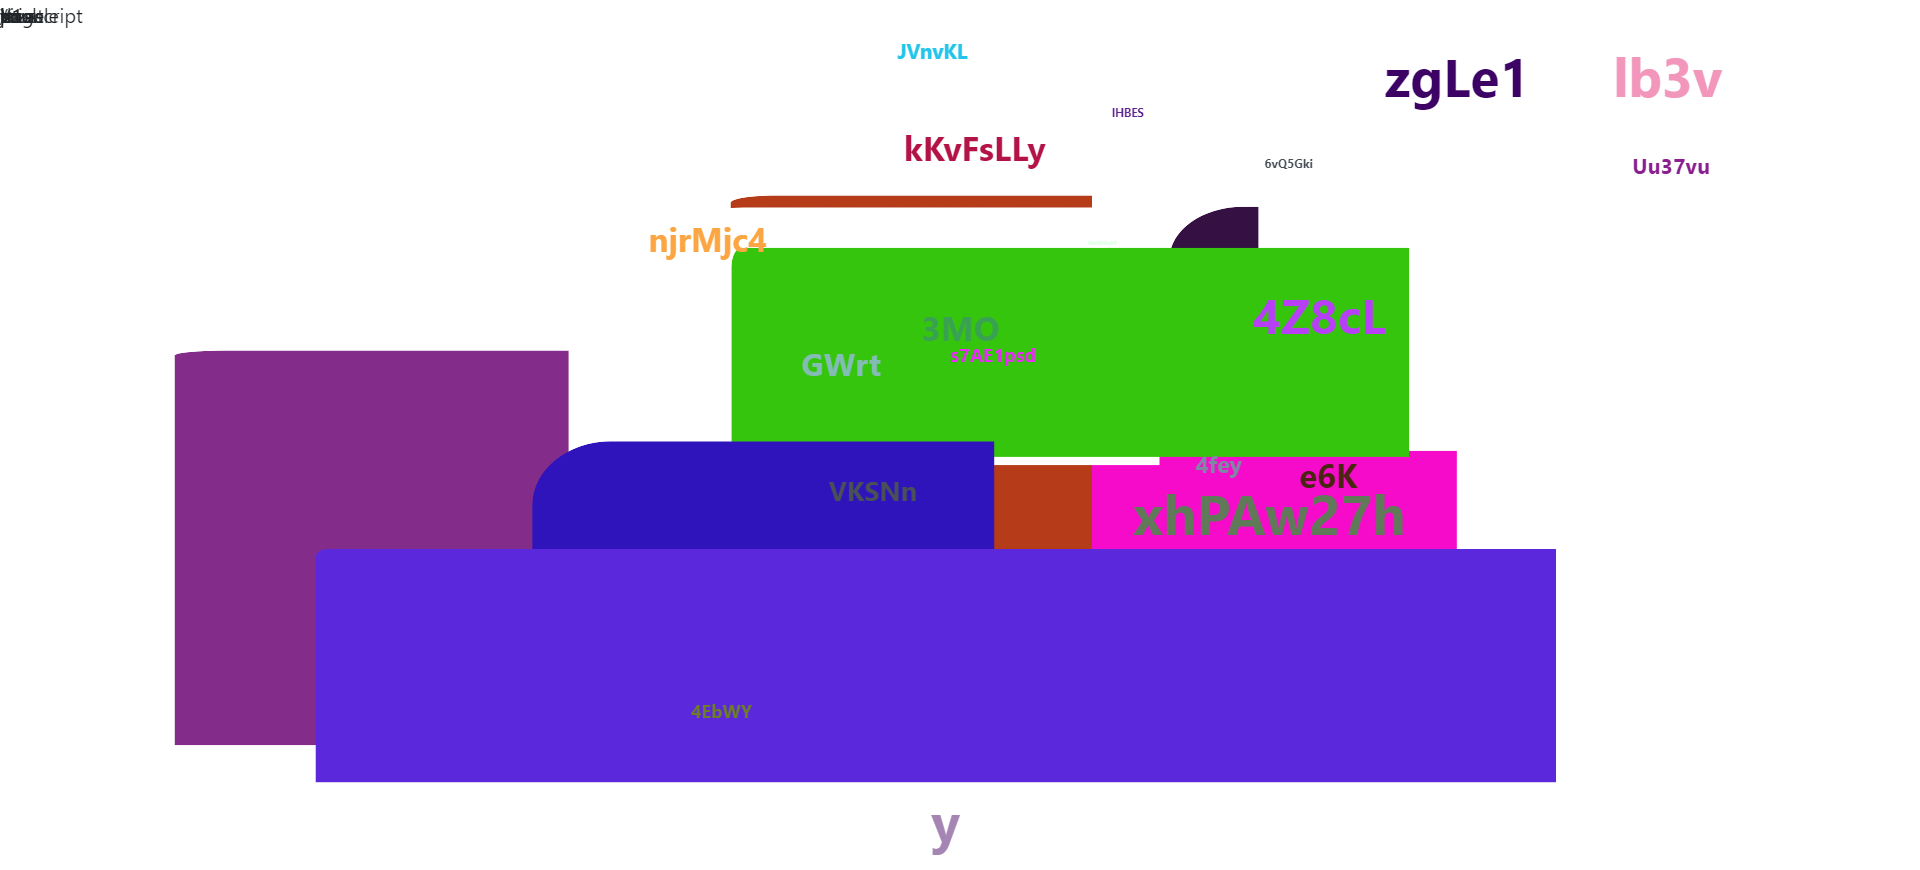 JVnvKL
zgLe1
lb3v
IHBES
kKvFsLLy
6vQ5Gki
Uu37vu
njrMjc4
4Z8cL
3MO
s7AE1psd
GWrt
4fey
e6K
VKSNn
xhPAw27h
4EbWY
y